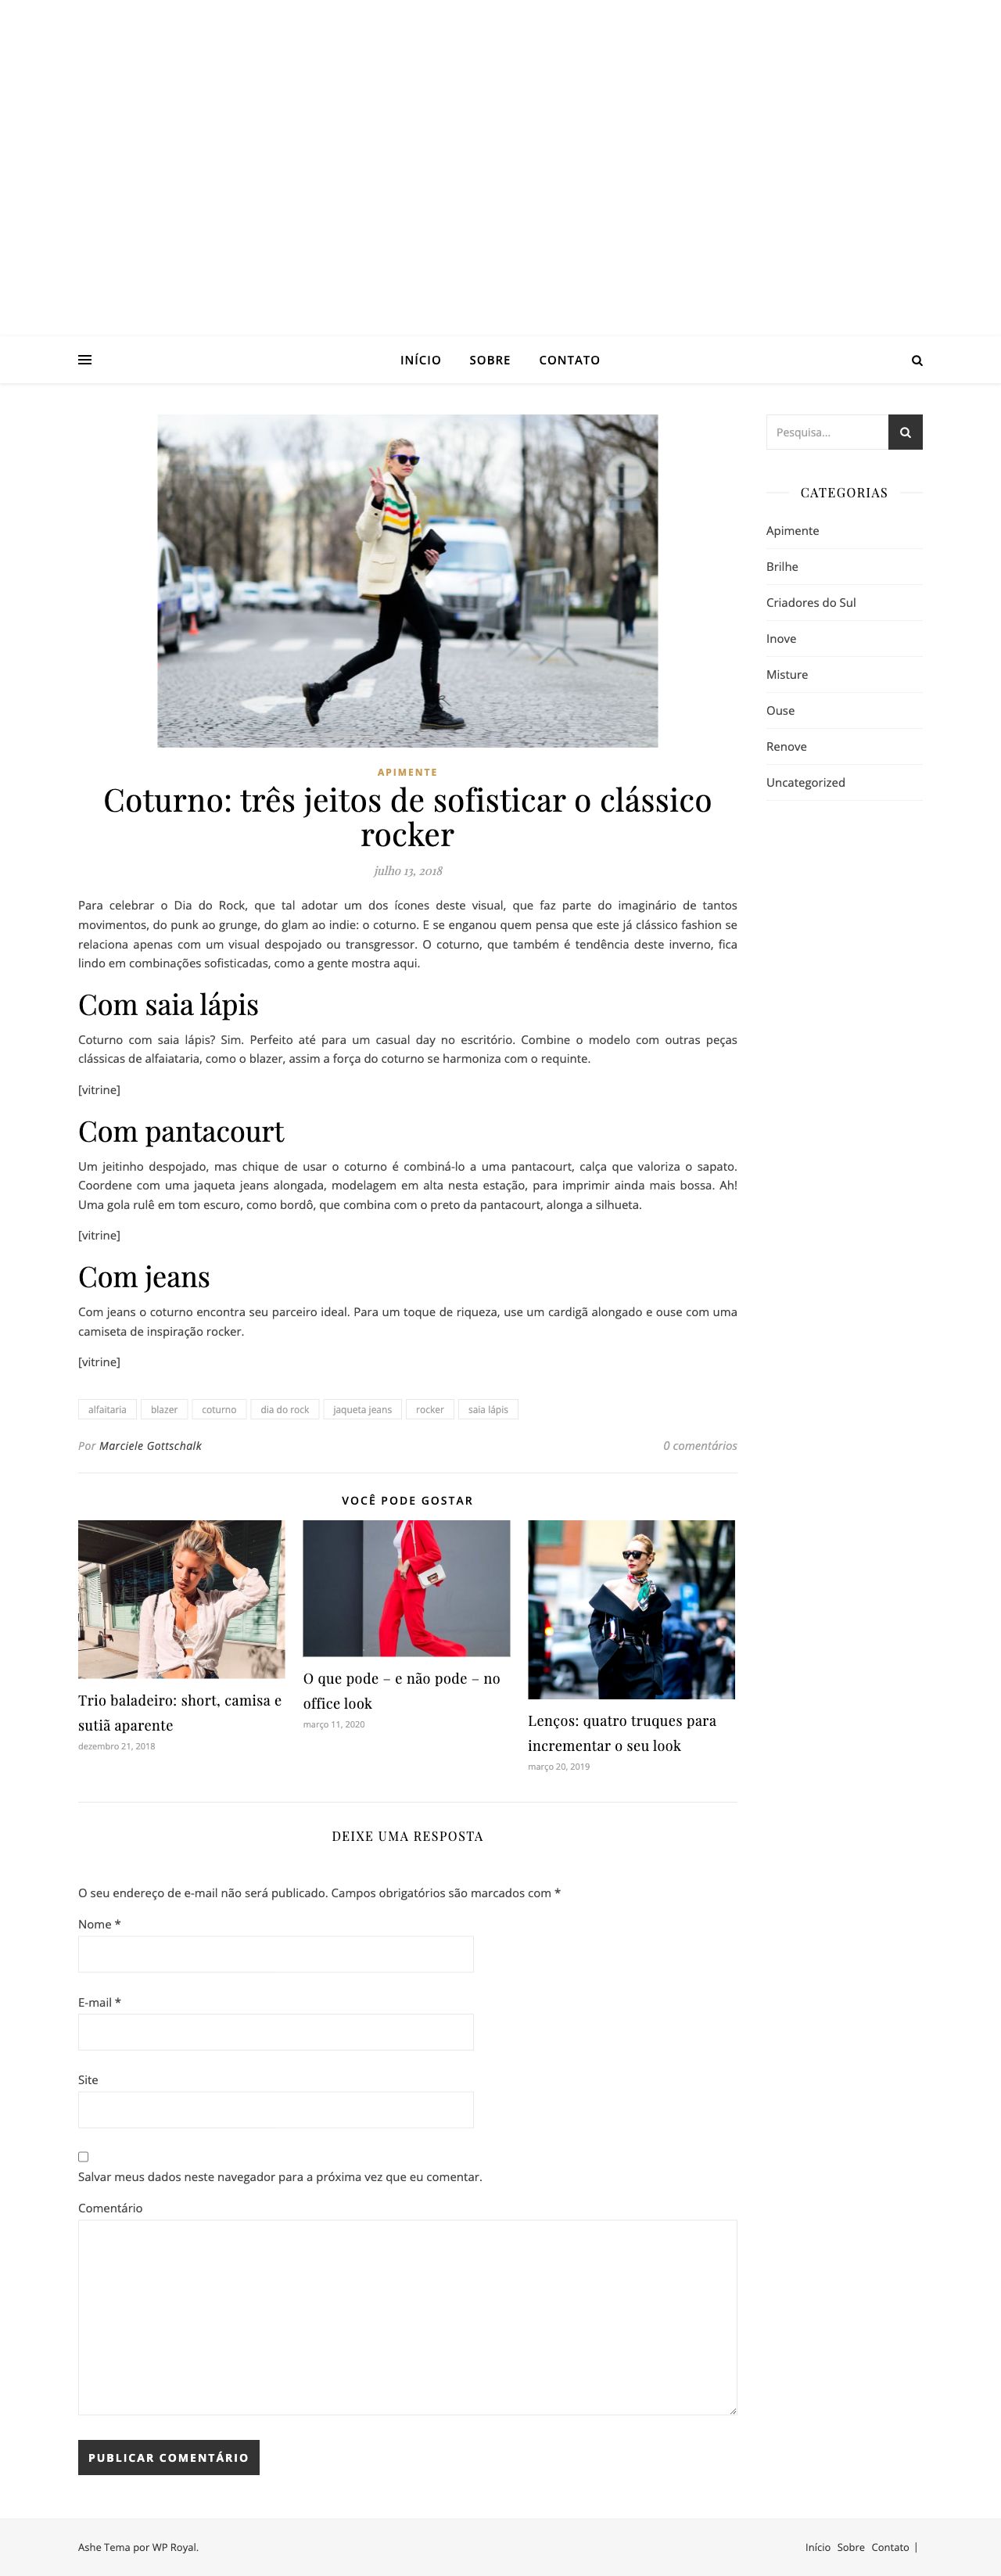 INÍCIO SOBRE CONTATO
Pesquisa...
CATEGORIAS
Apimente
Brilhe
Criadores do Sul
Inove
Misture
Ouse
Renove
Uncategorized
APIMENTE
Coturno: três jeitos de sofisticar o clássico
rocker
julho 13, 2018
Para celebrar o Dia do Rock, que tal adotar um dos ícones deste visual, que faz parte do imaginário de tantos
movimentos, do punk ao grunge, do glam ao indie: o coturno. E se enganou quem pensa que este já clássico fashion se
relaciona apenas com um visual despojado ou transgressor. O coturno, que também é tendência deste inverno, fica
lindo em combinações sofisticadas, como a gente mostra aqui.
Com saia lápis
Coturno com saia lápis? Sim. Perfeito até para um casual day no escritório. Combine o modelo com outras peças
clássicas de alfaiataria, como o blazer, assim a força do coturno se harmoniza com o requinte.
[vitrine]
Com pantacourt
Um jeitinho despojado, mas chique de usar o coturno é combiná-lo a uma pantacourt, calça que valoriza o sapato.
Coordene com uma jaqueta jeans alongada, modelagem em alta nesta estação, para imprimir ainda mais bossa. Ah!
Uma gola rulê em tom escuro, como bordô, que combina com o preto da pantacourt, alonga a silhueta.
[vitrine]
Com jeans
Com jeans o coturno encontra seu parceiro ideal. Para um toque de riqueza, use um cardigã alongado e ouse com uma
camiseta de inspiração rocker.
[vitrine]
alfaitaria blazer coturno dia do rock jaqueta jeans rocker saia lápis
Por Marciele Gottschalk 0 comentários
VOCÊ PODE GOSTAR
Trio baladeiro: short, camisa e
sutiã aparente
dezembro 21, 2018
O que pode – e não pode – no
office look
março 11, 2020
Lenços: quatro truques para
incrementar o seu look
março 20, 2019
DEIXE UMA RESPOSTA
O seu endereço de e-mail não será publicado. Campos obrigatórios são marcados com *
Nome *
E-mail *
Site
Salvar meus dados neste navegador para a próxima vez que eu comentar.
Comentário
PUBLICAR COMENTÁRIO
Ashe Tema por WP Royal. Início Sobre Contato |